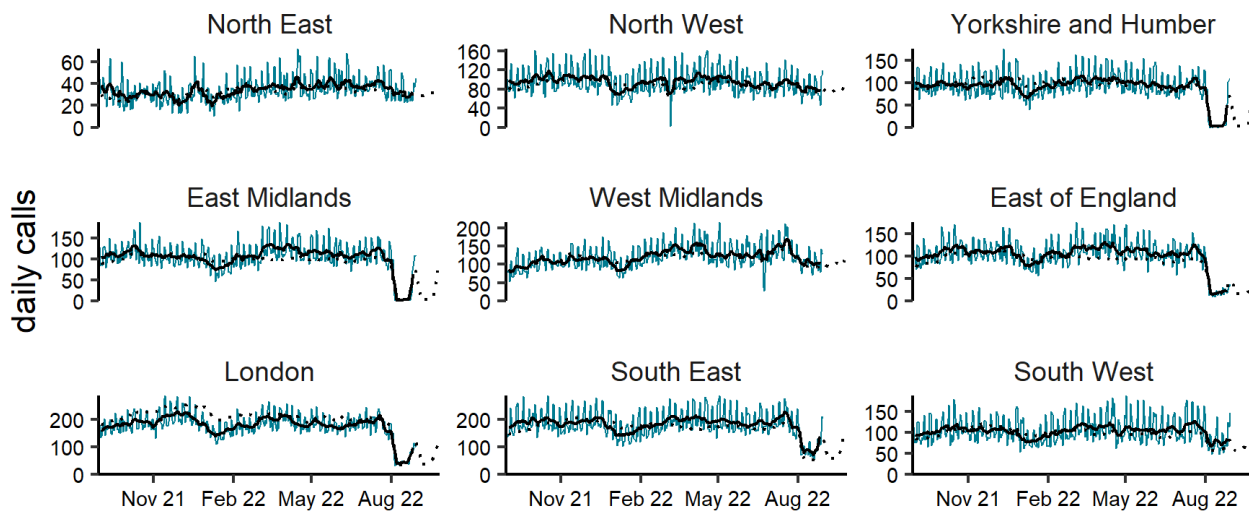 North East
North West
Yorkshire and Humber
60
40
20
0
160
120
80
40
0
150
100
50
0
East Midlands
West Midlands
East of England
150
100
50
0
200
150
100
50
0
150
100
50
0
daily calls
London
South East
South West
200
100
0
200
100
0
150
100
50
0
Nov 21 Feb 22 May 22 Aug 22
Nov 21 Feb 22 May 22 Aug 22
Nov 21 Feb 22 May 22 Aug 22